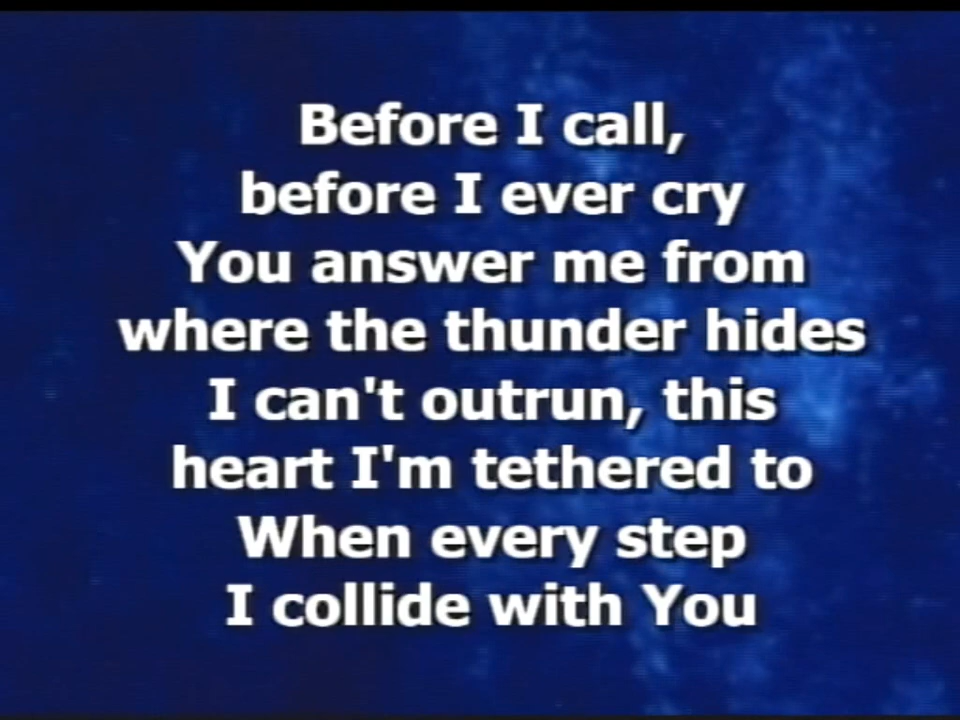 Before I call,
before I ever cry
You answer me from
where the thunder hides
I can't outrun, this
heart I'm tethered to
When every step
I collide with You